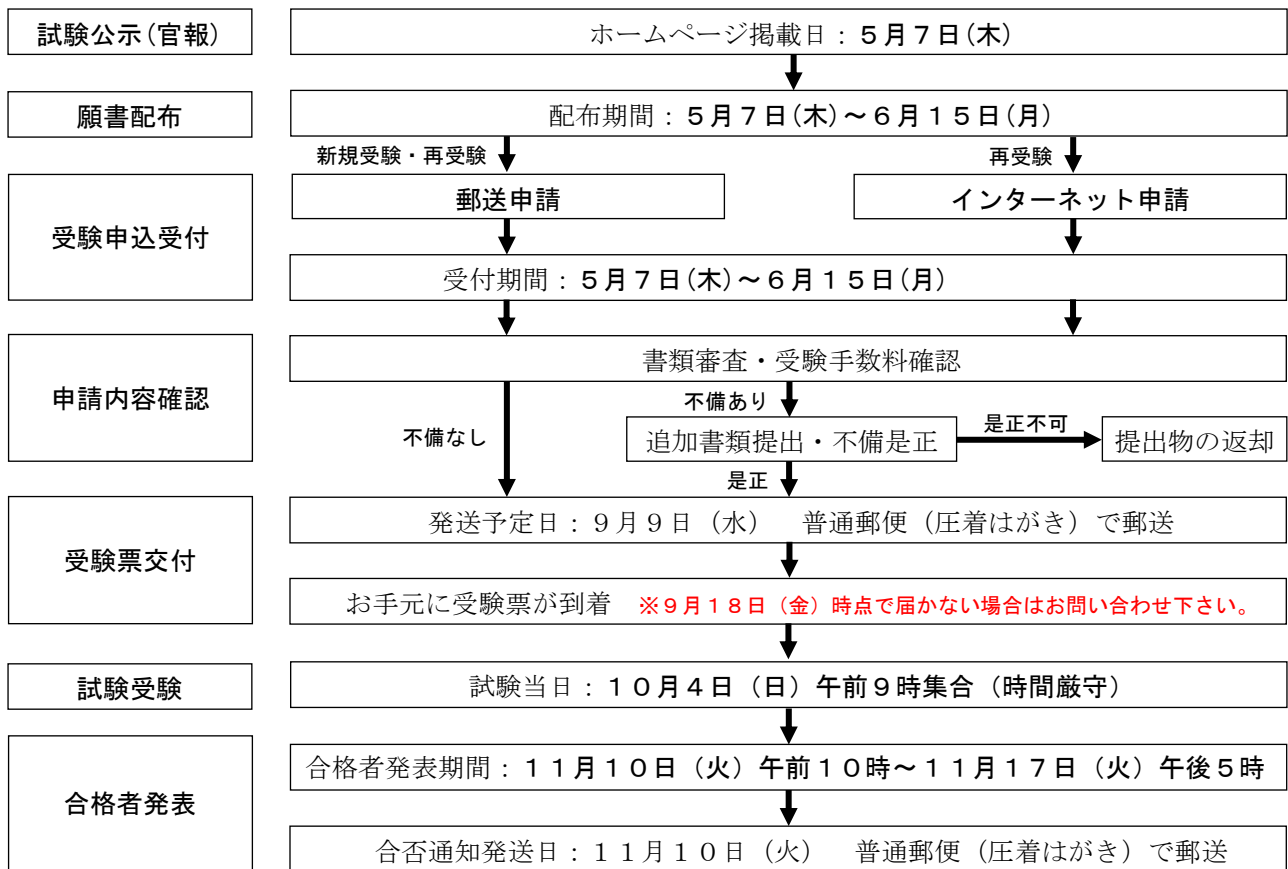 試験公示(官報)
ホームページ掲載日：５月７日(木)
願書配布
配布期間：５月７日(木)～６月１５日(月)
新規受験・再受験
再受験
受験申込受付
郵送申請
インターネット申請
受付期間：５月７日(木)～６月１５日(月)
申請内容確認
書類審査・受験手数料確認
不備なし
不備あり
追加書類提出・不備是正
是正不可
提出物の返却
是正
受験票交付
発送予定日：９月９日（水）　普通郵便（圧着はがき）で郵送
お手元に受験票が到着　※９月１８日（金）時点で届かない場合はお問い合わせ下さい。
試験受験
試験当日：１０月４日（日）午前９時集合（時間厳守）
合格者発表
合格者発表期間：１１月１０日（火）午前１０時～１１月１７日（火）午後５時
合否通知発送日：１１月１０日（火）　普通郵便（圧着はがき）で郵送